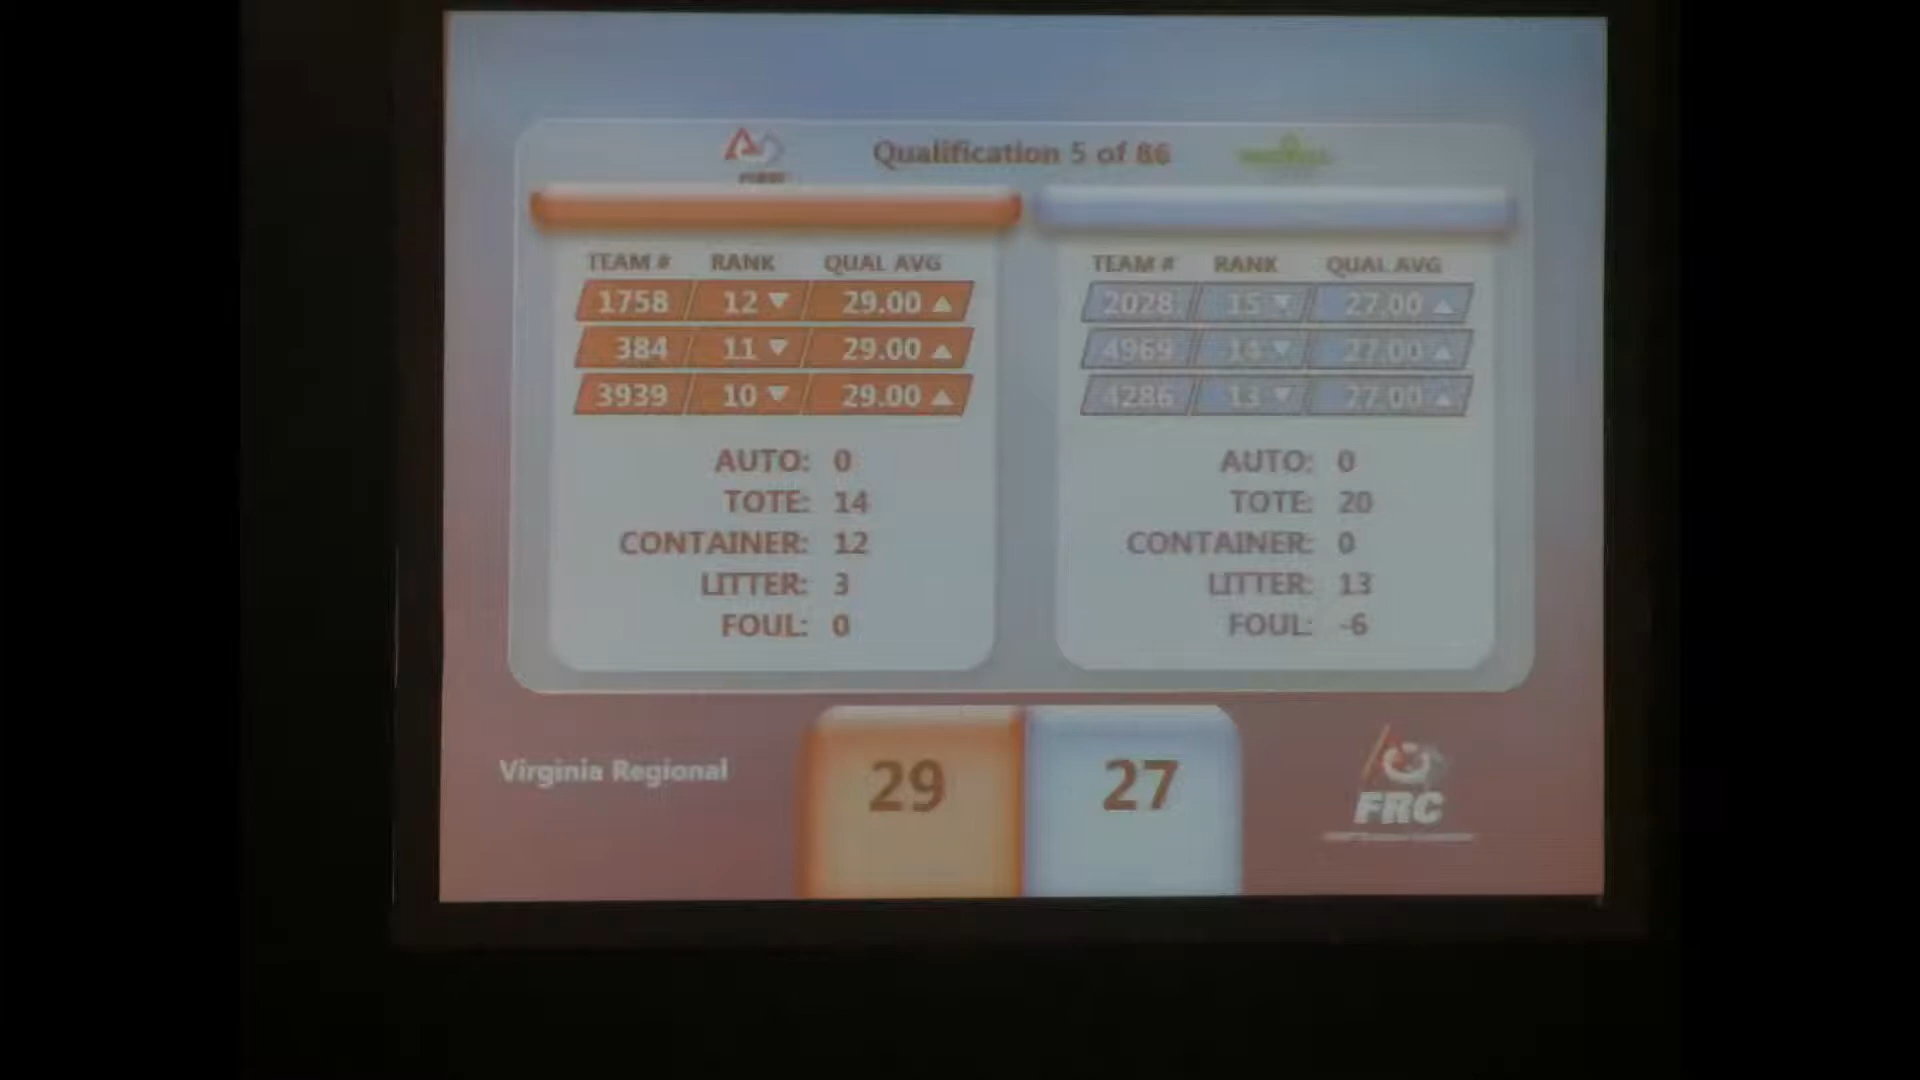 Qualification 5 of 86
TEAM # RANK QUAL AVG
1758 12 ▼ 29.00 ▲
384 11 ▼ 29.00 ▲
3939 10 ▼ 29.00 ▲
AUTO: 0
TOTE: 14
CONTAINER: 12
LITTER: 3
FOUL: 0
TEAM # RANK QUAL AVG
2028 15 ▼ 27.00 ▲
4969 14 ▼ 27.00 ▲
4286 13 ▼ 27.00 ▲
AUTO: 0
TOTE: 20
CONTAINER: 0
LITTER: 13
FOUL: -6
Virginia Regional
29
27
FRC